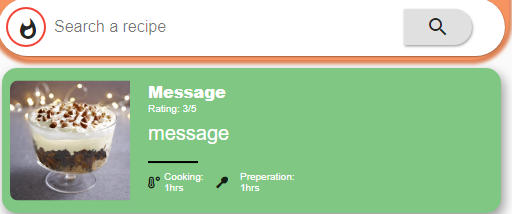 Search a recipe
Message
Rating: 3/5
message
Cooking: Preperation:
1hrs 1hrs